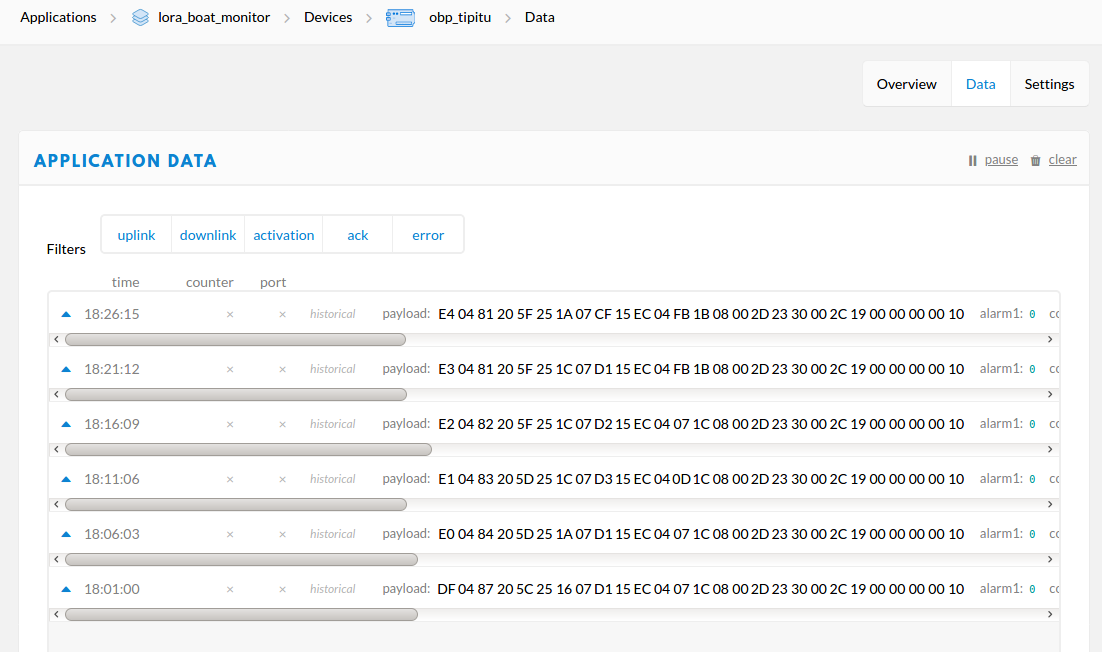 Applications > lora_boat_monitor > Devices > obp_tipitu > Data
Overview Data Settings
APPLICATION DATA
pause clear
Filters uplink downlink activation ack error
time counter port
18:26:15 × × historical payload: E4 04 81 20 5F 25 1A 07 CF 15 EC 04 FB 1B 08 00 2D 23 30 00 2C 19 00 00 00 00 10 alarm1: 0 co
18:21:12 × × historical payload: E3 04 81 20 5F 25 1C 07 D1 15 EC 04 FB 1B 08 00 2D 23 30 00 2C 19 00 00 00 00 10 alarm1: 0 co
18:16:09 × × historical payload: E2 04 82 20 5F 25 1C 07 D2 15 EC 04 07 1C 08 00 2D 23 30 00 2C 19 00 00 00 00 10 alarm1: 0 co
18:11:06 × × historical payload: E1 04 83 20 5D 25 1C 07 D3 15 EC 04 0D 1C 08 00 2D 23 30 00 2C 19 00 00 00 00 10 alarm1: 0 co
18:06:03 × × historical payload: E0 04 84 20 5D 25 1A 07 D1 15 EC 04 07 1C 08 00 2D 23 30 00 2C 19 00 00 00 00 10 alarm1: 0 co
18:01:00 × × historical payload: DF 04 87 20 5C 25 16 07 D1 15 EC 04 07 1C 08 00 2D 23 30 00 2C 19 00 00 00 00 10 alarm1: 0 co